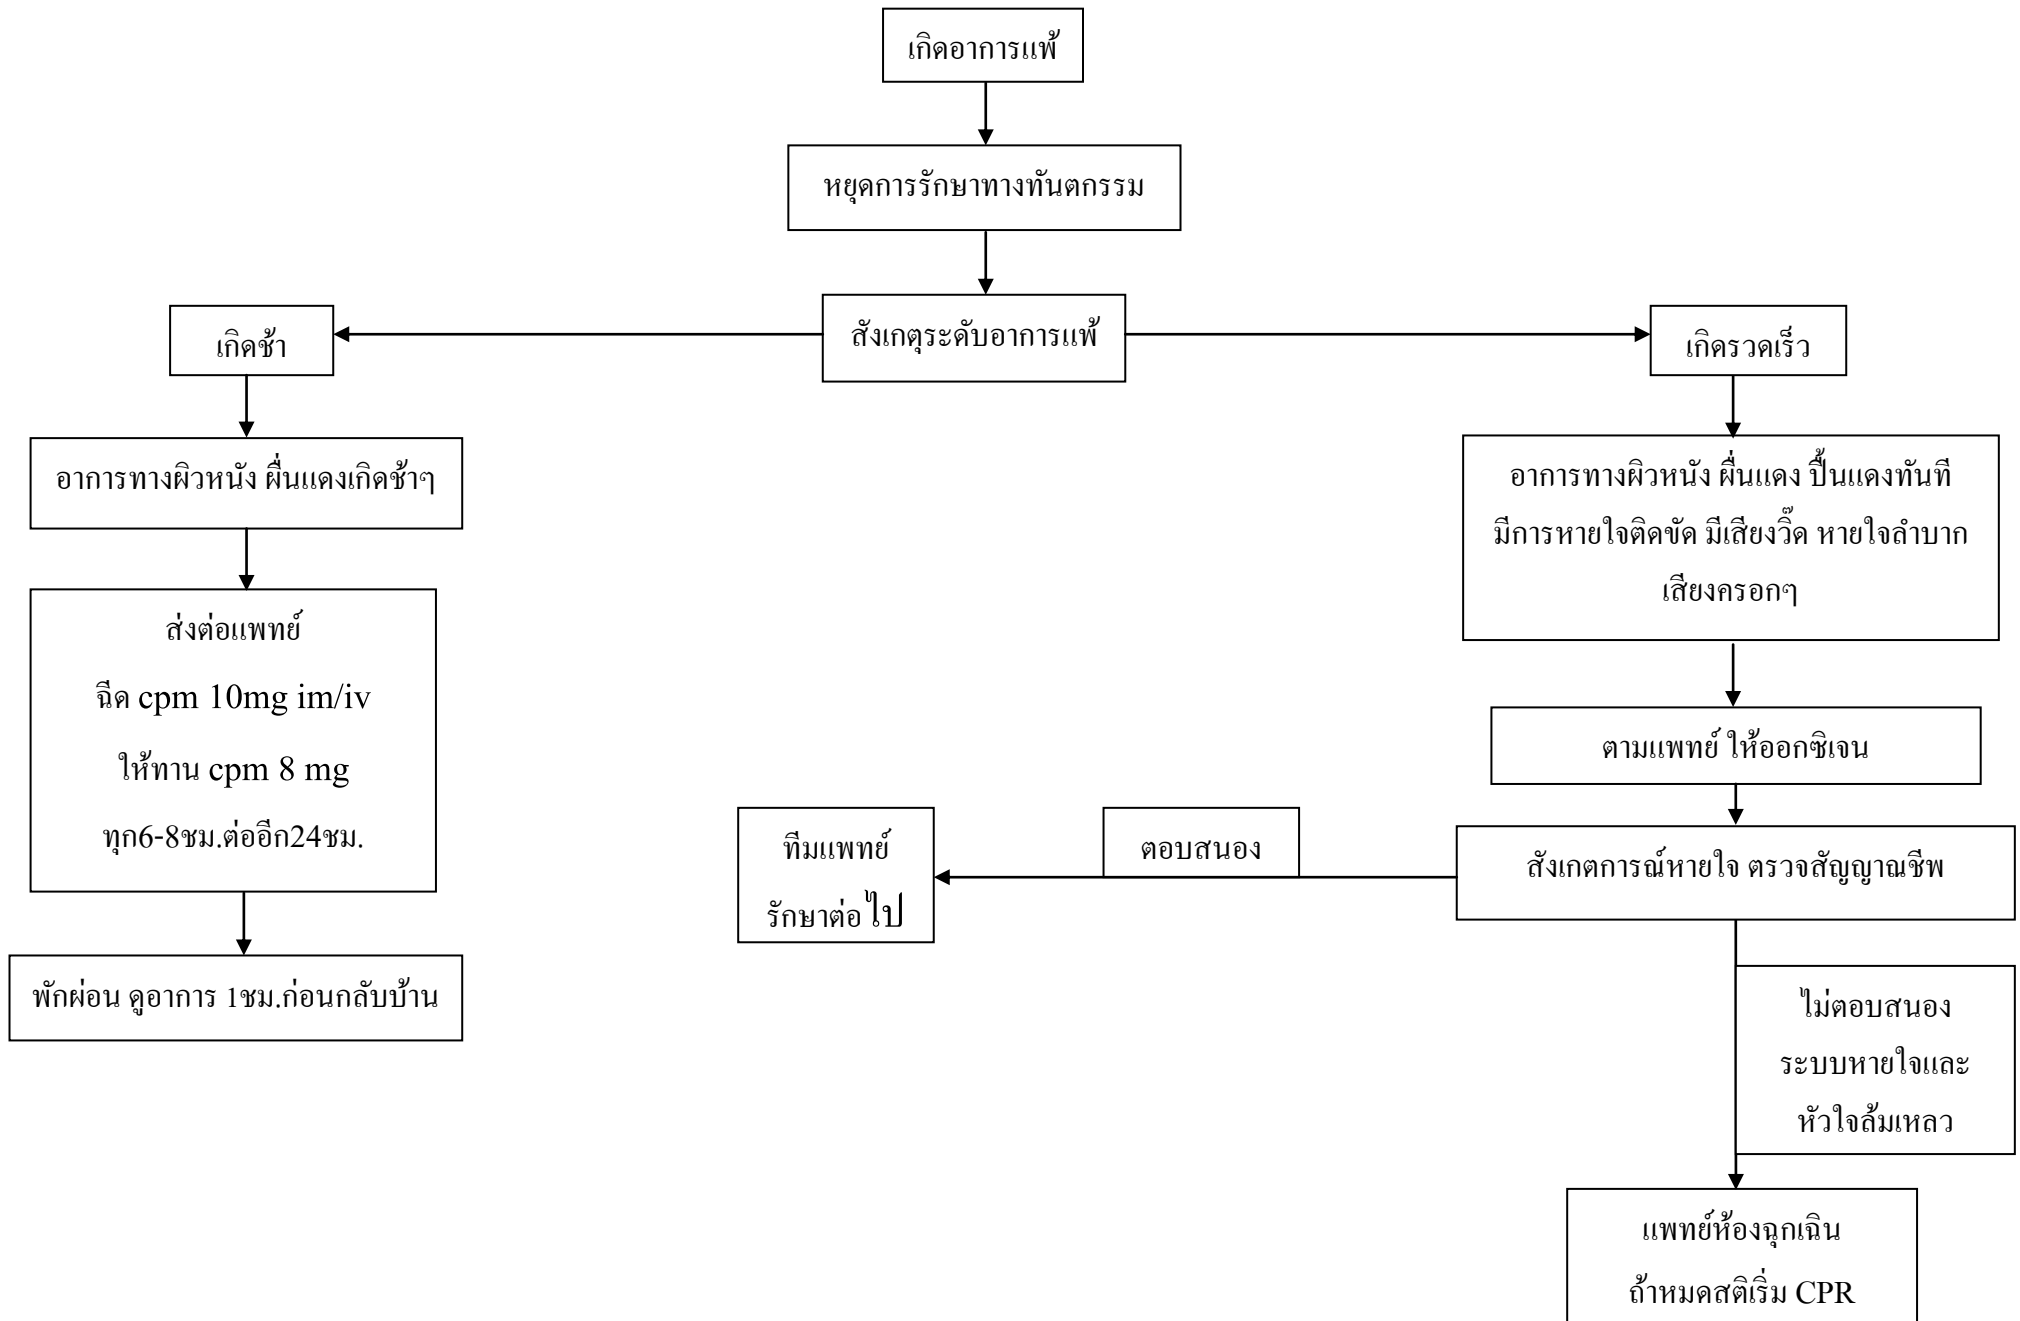 เกิดอาการแพ้
หยุดการรักษาทางทันตกรรม
สังเกตุระดับอาการแพ้
เกิดช้า
เกิดรวดเร็ว
อาการทางผิวหนัง ผื่นแดงเกิดช้าๆ
อาการทางผิวหนัง ผื่นแดง ปื้นแดงทันที
มีการหายใจติดขัด มีเสียงวิ๊ด หายใจลำบาก
เสียงครอกๆ
ส่งต่อแพทย์
ฉีด cpm 10mg im/iv
ให้ทาน cpm 8 mg
ทุก6-8ชม.ต่ออีก24ชม.
ตามแพทย์ ให้ออกซิเจน
ทีมแพทย์
รักษาต่อไป
ตอบสนอง
สังเกตการณ์หายใจ ตรวจสัญญาณชีพ
พักผ่อน ดูอาการ 1ชม.ก่อนกลับบ้าน
ไม่ตอบสนอง
ระบบหายใจและ
หัวใจล้มเหลว
แพทย์ห้องฉุกเฉิน
ถ้าหมดสติเริ่ม CPR